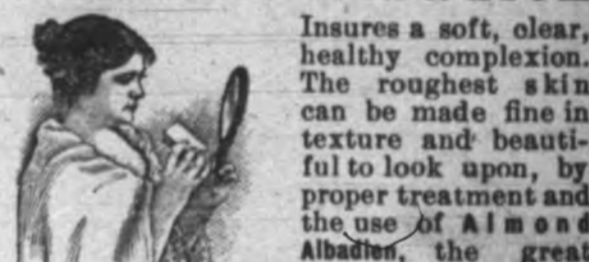 Insures a soft, clear,
healthy complexion.
The roughest skin
can be made fine in
texture and beauti-
ful to look upon, by
proper treatment and
the use of Almond
Albadien, the great